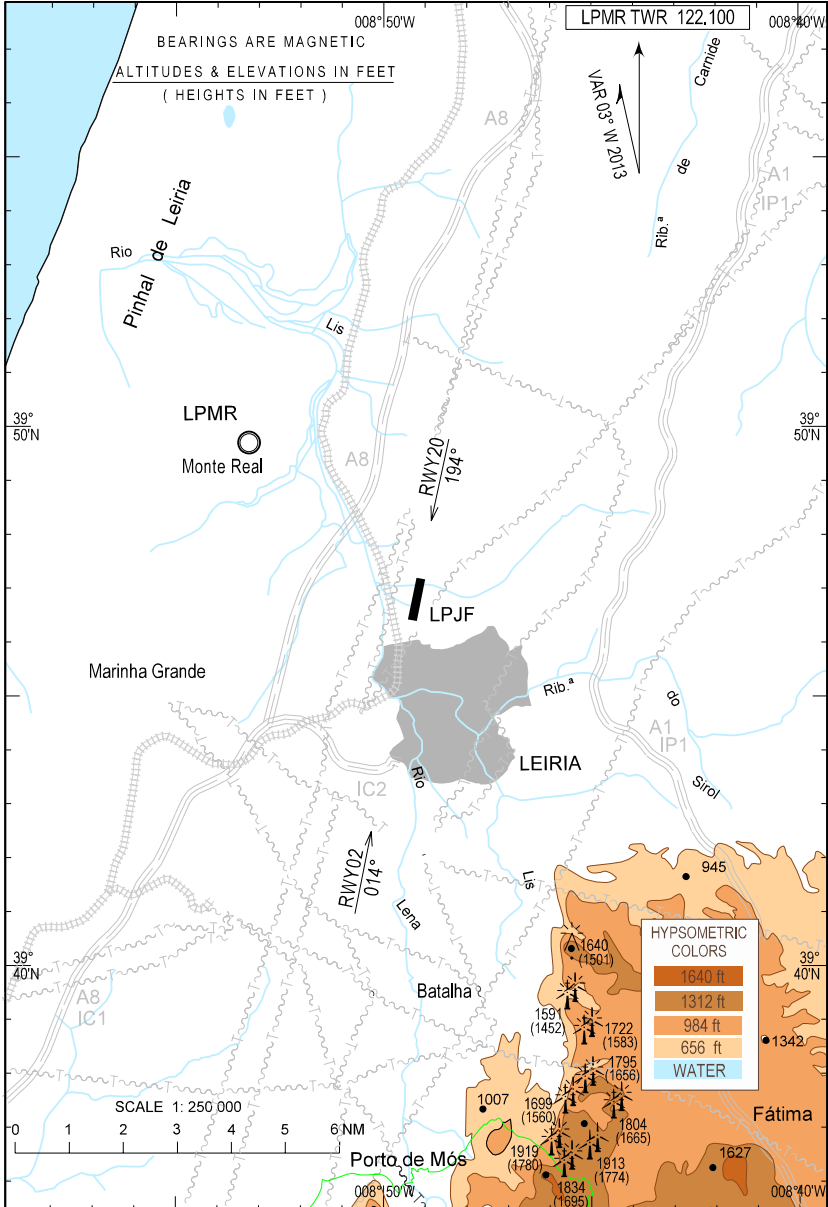 008°50'W
008°40'W
LPMR TWR 122.100
BEARINGS ARE MAGNETIC
ALTITUDES & ELEVATIONS IN FEET
( HEIGHTS IN FEET )
VAR 03° W 2013
Carnide
de
Rib.ª
A8
A1
IP1
Pinhal de Leiria
Rio
Lis
39°
50'N
39°
50'N
LPMR
Monte Real
A8
RWY20
194°
LPJF
Marinha Grande
Rib.ª
do
Sirol
A1
IP1
LEIRIA
Rio
IC2
RWY02
014°
Lis
Lena
945
HYPSOMETRIC
COLORS
1640 ft
1312 ft
984 ft
656 ft
WATER
1640
(1501)
39°
40'N
39°
40'N
A8
IC1
Batalha
1591
(1452)
1722
(1583)
1342
1795
(1656)
1007
1699
(1560)
1804
(1665)
Fátima
SCALE 1: 250 000
0 1 2 3 4 5 6 NM
Porto de Mós
1919
(1780)
1913
(1774)
1627
1834
(1695)
008°50'W
008°40'W